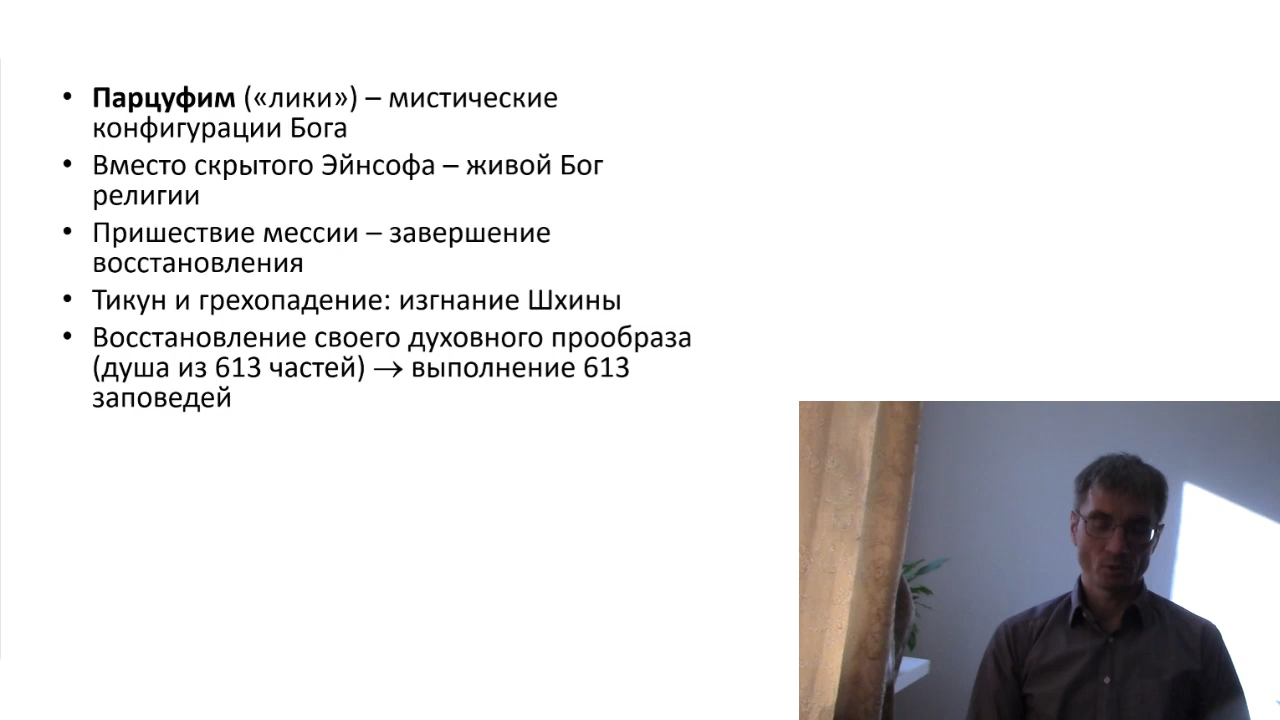 • Парцуфим («лики») – мистические
конфигурации Бога
• Вместо скрытого Эйнсофа – живой Бог
религии
• Пришествие мессии – завершение
восстановления
• Тикун и грехопадение: изгнание Шхины
• Восстановление своего духовного прообраза
(душа из 613 частей) → выполнение 613
заповедей